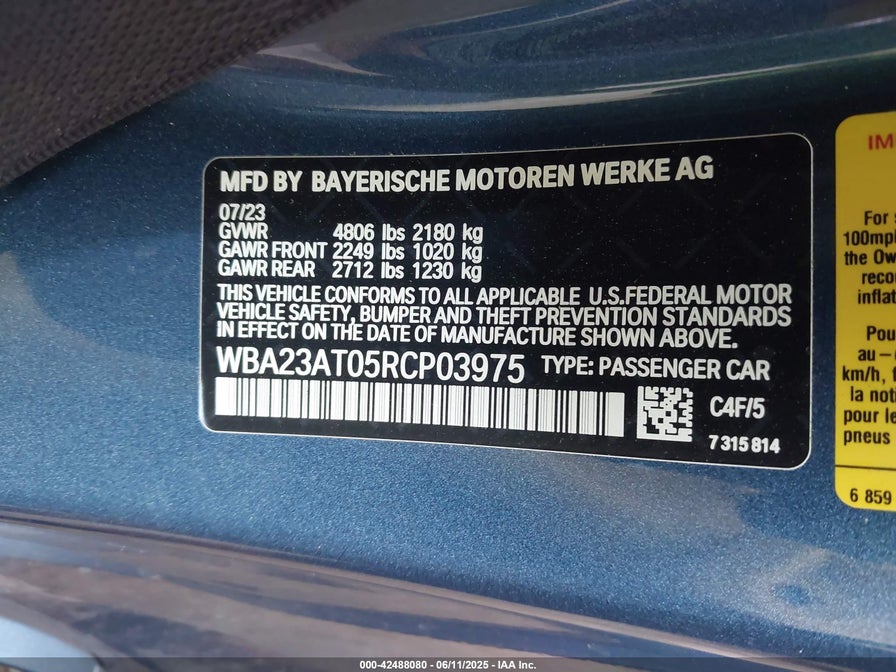 MFD BY BAYERISCHE MOTOREN WERKE AG
07/23
GVWR 4806 lbs 2180 kg
GAWR FRONT 2249 lbs 1020 kg
GAWR REAR 2712 lbs 1230 kg
THIS VEHICLE CONFORMS TO ALL APPLICABLE U.S.FEDERAL MOTOR
VEHICLE SAFETY, BUMPER AND THEFT PREVENTION STANDARDS
IN EFFECT ON THE DATE OF MANUFACTURE SHOWN ABOVE.
WBA23AT05RCP03975 TYPE: PASSENGER CAR
C4F/5
7 315 814
For
100mph
the Ow
reco
inflat
Pou
au –
km/h, f
la noti
pour le
pneus
6 859
000-42488080 - 06/11/2025 - IAA Inc.